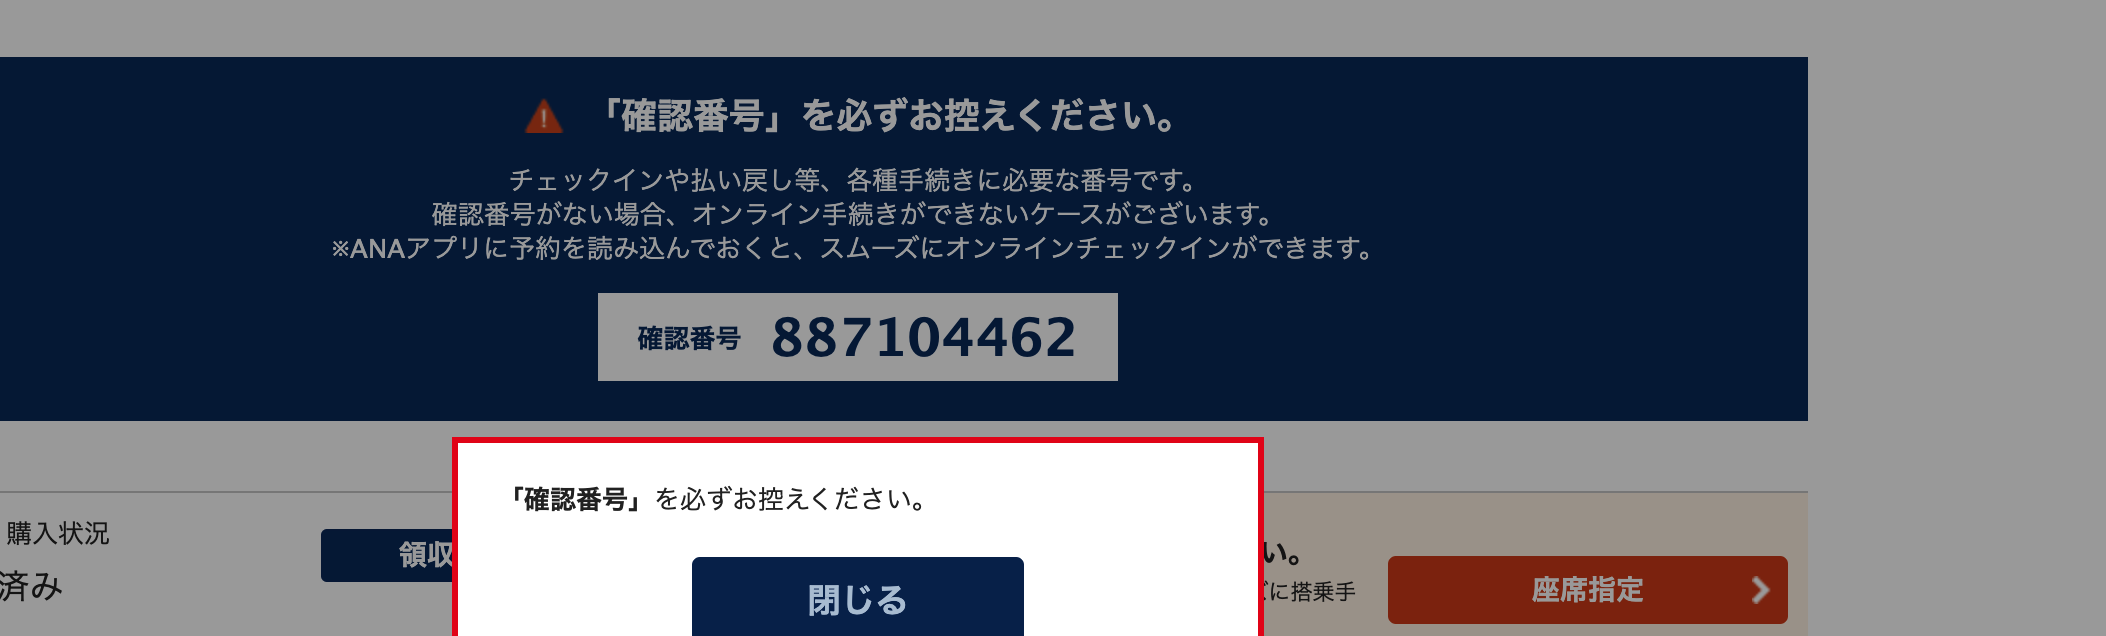 「確認番号」を必ずお控えください。
チェックインや払い戻し等、各種手続きに必要な番号です。
確認番号がない場合、オンライン手続きができないケースがございます。
※ANAアプリに予約を読み込んでおくと、スムーズにオンラインチェックインができます。
確認番号 887104462
「確認番号」を必ずお控えください。
閉じる
購入状況
済み
領収
い。
に搭乗手
座席指定